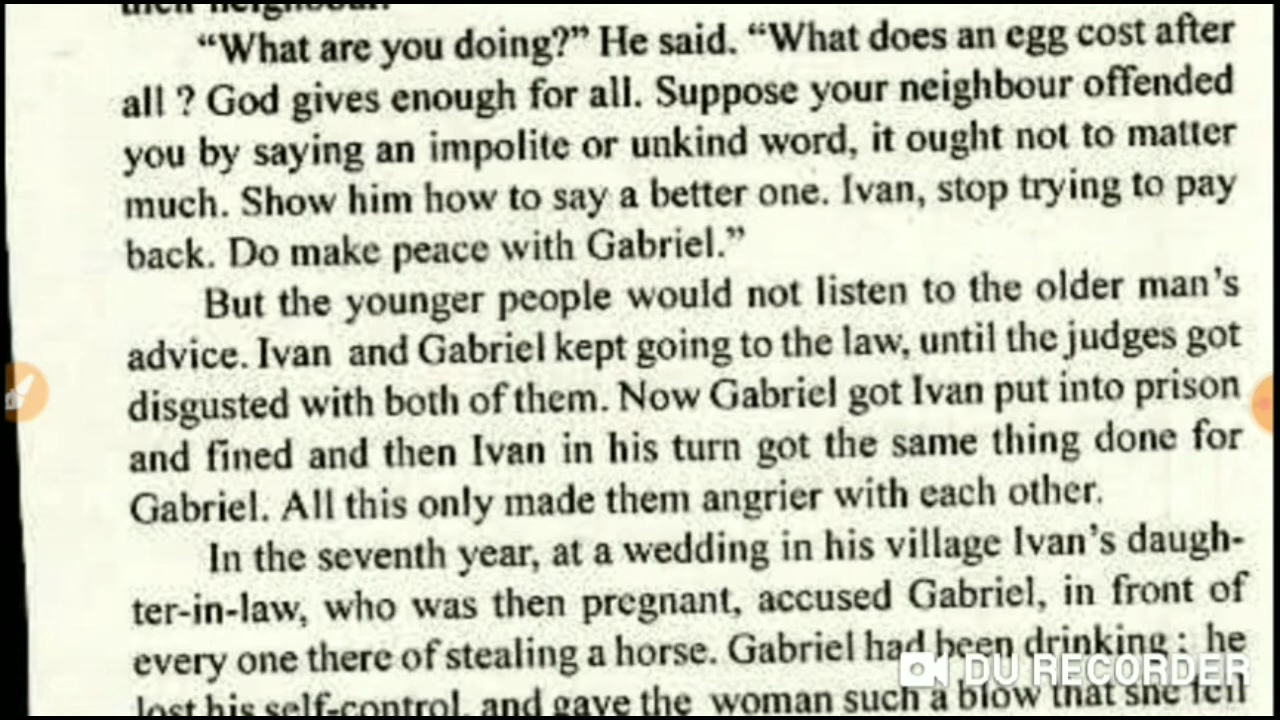 their neighbour.
"What are you doing?" He said. "What does an egg cost after
all ? God gives enough for all. Suppose your neighbour offended
you by saying an impolite or unkind word, it ought not to matter
much. Show him how to say a better one. Ivan, stop trying to pay
back. Do make peace with Gabriel."
But the younger people would not listen to the older man's
advice. Ivan and Gabriel kept going to the law, until the judges got
disgusted with both of them. Now Gabriel got Ivan put into prison
and fined and then Ivan in his turn got the same thing done for
Gabriel. All this only made them angrier with each other.
In the seventh year, at a wedding in his village Ivan's daugh-
ter-in-law, who was then pregnant, accused Gabriel, in front of
every one there of stealing a horse. Gabriel had been drinking ; he
lost his self-control, and gave the woman such a blow that she fell
DU RECORDER